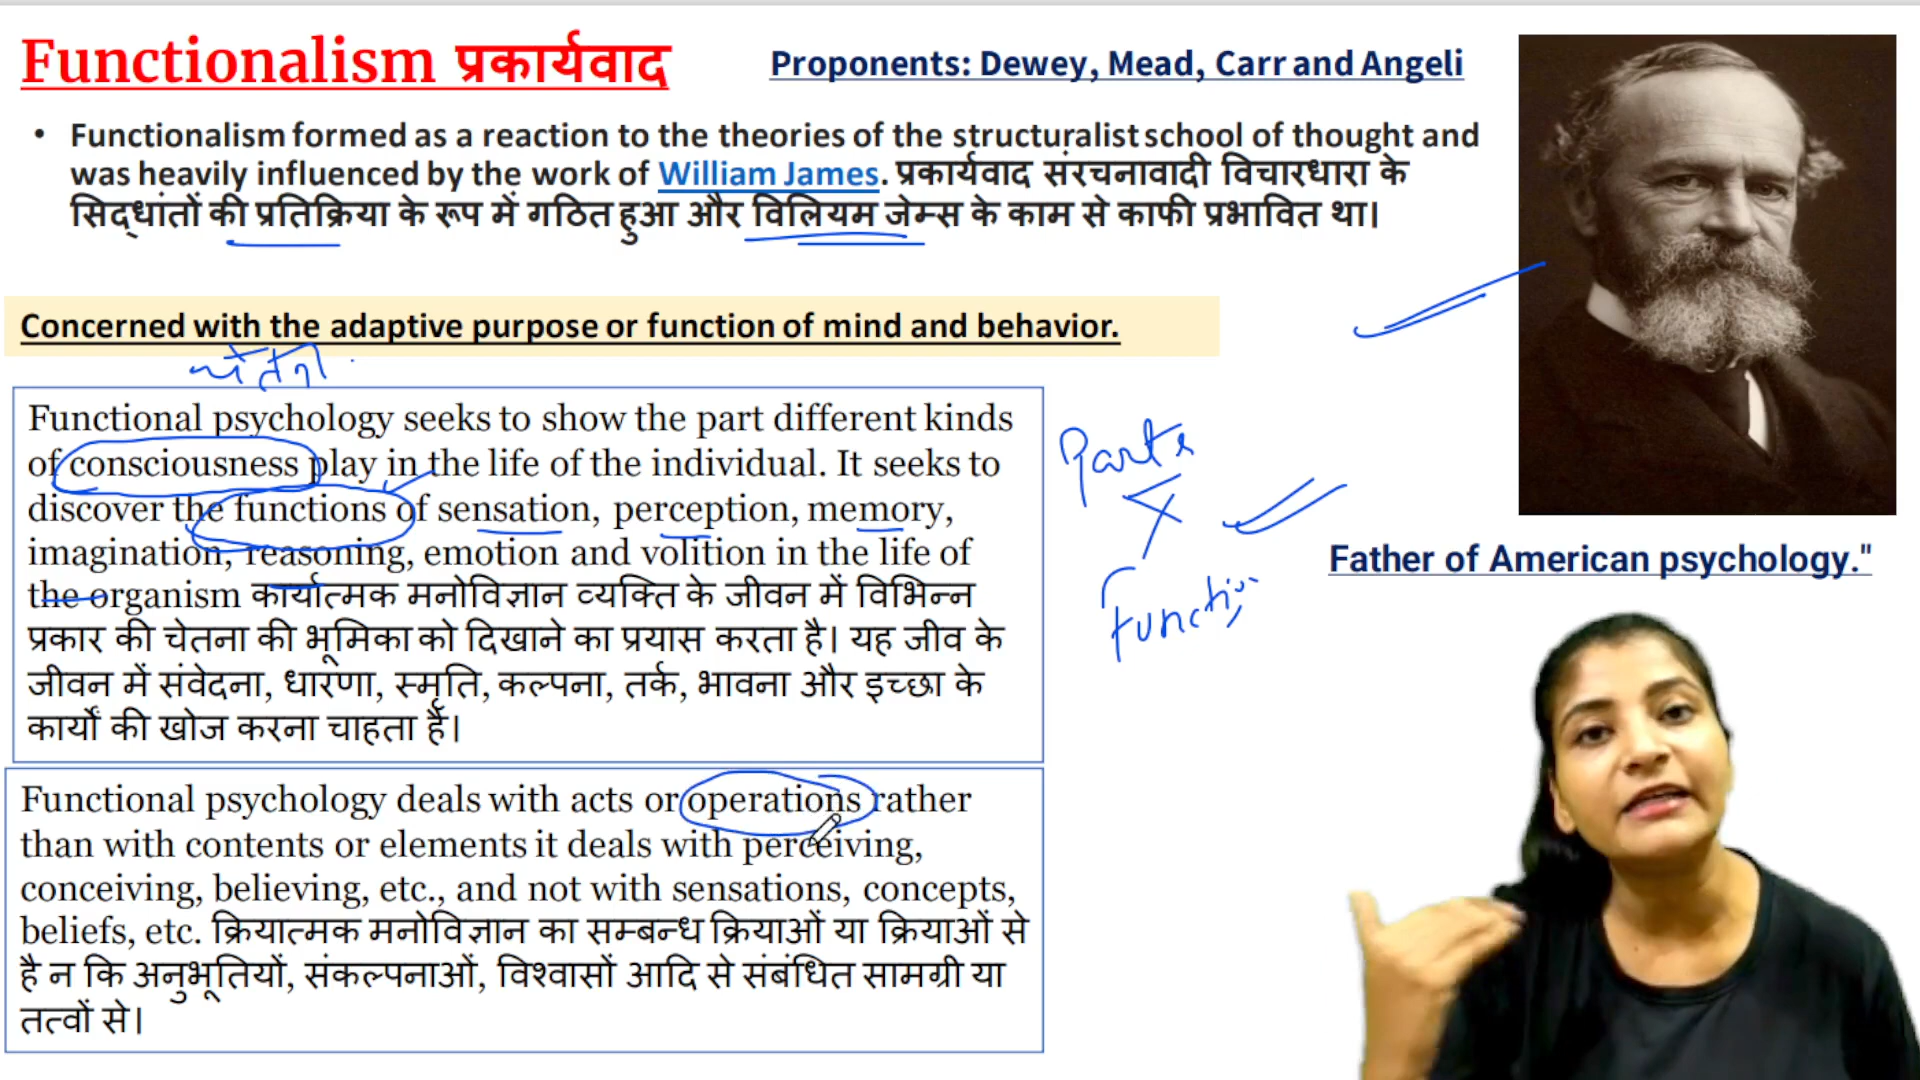 Functionalism प्रकार्यवाद
Proponents: Dewey, Mead, Carr and Angeli
• Functionalism formed as a reaction to the theories of the structuralist school of thought and
was heavily influenced by the work of William James. प्रकार्यवाद संरचनावादी विचारधारा के
सिद्धांतों की प्रतिक्रिया के रूप में गठित हुआ और विलियम जेम्स के काम से काफी प्रभावित था।
Concerned with the adaptive purpose or function of mind and behavior.
Functional psychology seeks to show the part different kinds
of consciousness play in the life of the individual. It seeks to
discover the functions of sensation, perception, memory,
imagination, reasoning, emotion and volition in the life of
the organism कार्यात्मक मनोविज्ञान व्यक्ति के जीवन में विभिन्न
प्रकार की चेतना की भूमिका को दिखाने का प्रयास करता है। यह जीव के
जीवन में संवेदना, धारणा, स्मृति, कल्पना, तर्क, भावना और इच्छा के
कार्यों की खोज करना चाहता है।
Parts
Function
Father of American psychology."
Functional psychology deals with acts or operations rather
than with contents or elements it deals with perceiving,
conceiving, believing, etc., and not with sensations, concepts,
beliefs, etc. क्रियात्मक मनोविज्ञान का सम्बन्ध क्रियाओं या क्रियाओं से
है न कि अनुभूतियों, संकल्पनाओं, विश्वासों आदि से संबंधित सामग्री या
तत्वों से।